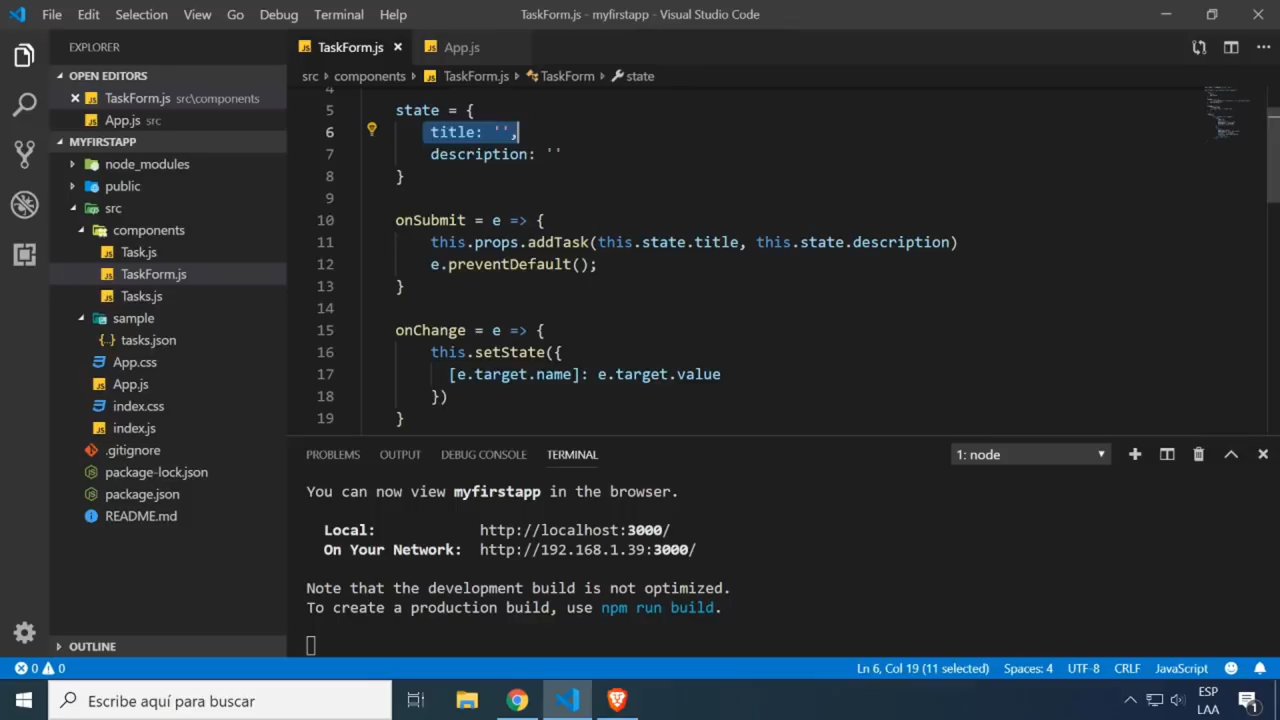 File Edit Selection View Go Debug Terminal Help TaskForm.js - myfirstapp - Visual Studio Code
EXPLORER
OPEN EDITORS
TaskForm.js src\components
App.js src
MYFIRSTAPP
node_modules
public
src
components
Task.js
TaskForm.js
Tasks.js
sample
{..} tasks.json
App.css
App.js
index.css
index.js
.gitignore
package-lock.json
package.json
README.md
OUTLINE
TaskForm.js App.js
src components TaskForm.js TaskForm state
4
5 state = {
6 title: '',
7 description: ''
8 }
9
10 onSubmit = e => {
11 this.props.addTask(this.state.title, this.state.description)
12 e.preventDefault();
13 }
14
15 onChange = e => {
16 this.setState({
17 [e.target.name]: e.target.value
18 })
19 }
PROBLEMS OUTPUT DEBUG CONSOLE TERMINAL 1: node
You can now view myfirstapp in the browser.
Local: http://localhost:3000/
On Your Network: http://192.168.1.39:3000/
Note that the development build is not optimized.
To create a production build, use npm run build.
0 0 Ln 6, Col 19 (11 selected) Spaces: 4 UTF-8 CRLF JavaScript
Escribe aquí para buscar
ESP
LAA
1